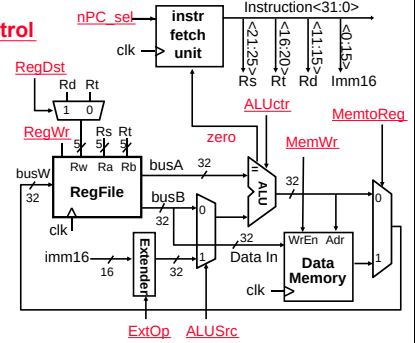 nPC_sel
instr
fetch
unit
Instruction<31:0>
trol
clk
<21:25>
<16:20>
<11:15>
<0:15>
Rs
Rt
Rd
Imm16
RegDst
Rd
Rt
1
0
ALUctr
MemtoReg
zero
RegWr
5
5
5
Rs
Rt
MemWr
Rw
Ra
Rb
busA
32
=
ALU
32
busW
32
RegFile
busB
32
0
0
clk
32
WrEn
Adr
imm16
16
Extender
32
1
Data In
Data
Memory
1
clk
ExtOp
ALUSrc